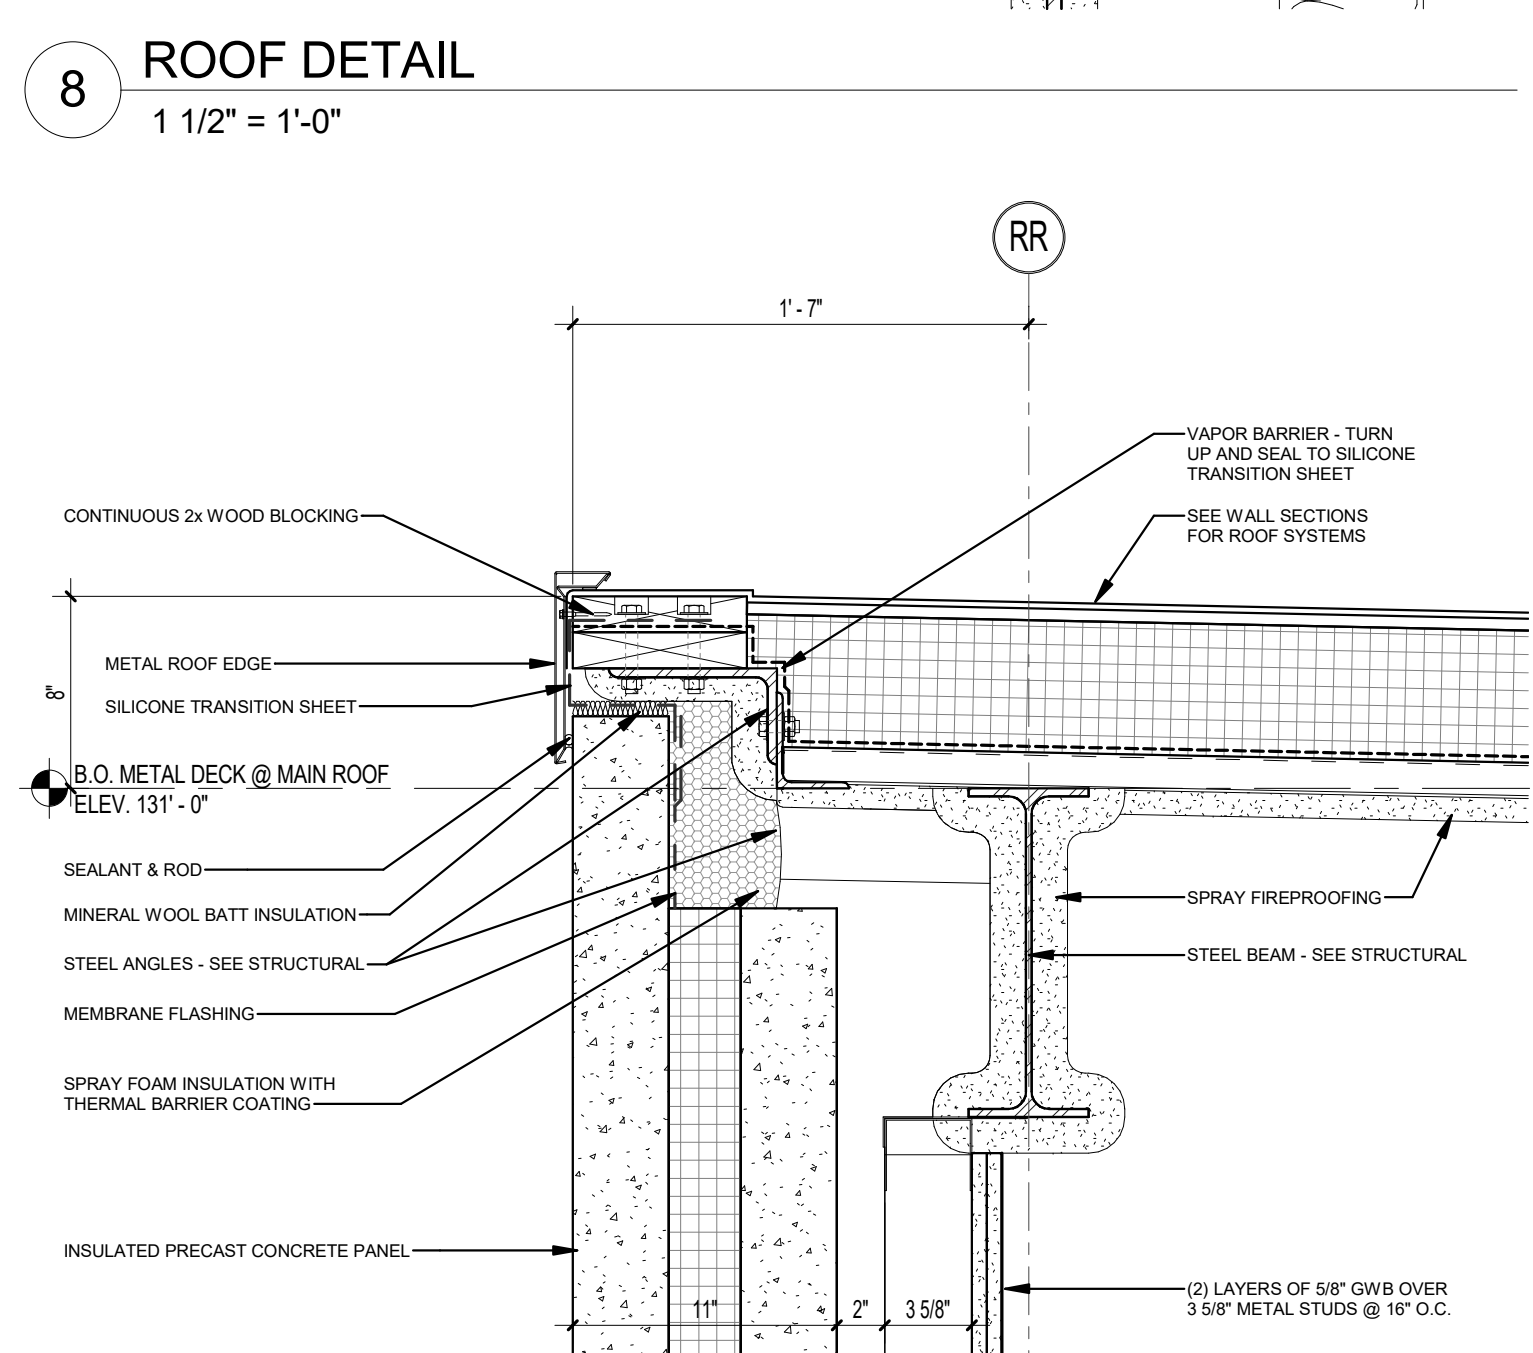 8
ROOF DETAIL
1 1/2" = 1'-0"
RR
1' - 7"
VAPOR BARRIER - TURN
UP AND SEAL TO SILICONE
TRANSITION SHEET
SEE WALL SECTIONS
FOR ROOF SYSTEMS
CONTINUOUS 2x WOOD BLOCKING
METAL ROOF EDGE
8"
SILICONE TRANSITION SHEET
B.O. METAL DECK @ MAIN ROOF
ELEV. 131' - 0"
SEALANT & ROD
MINERAL WOOL BATT INSULATION
STEEL ANGLES - SEE STRUCTURAL
MEMBRANE FLASHING
SPRAY FOAM INSULATION WITH
THERMAL BARRIER COATING
INSULATED PRECAST CONCRETE PANEL
SPRAY FIREPROOFING
STEEL BEAM - SEE STRUCTURAL
(2) LAYERS OF 5/8" GWB OVER
3 5/8" METAL STUDS @ 16" O.C.
11"
2"
3 5/8"